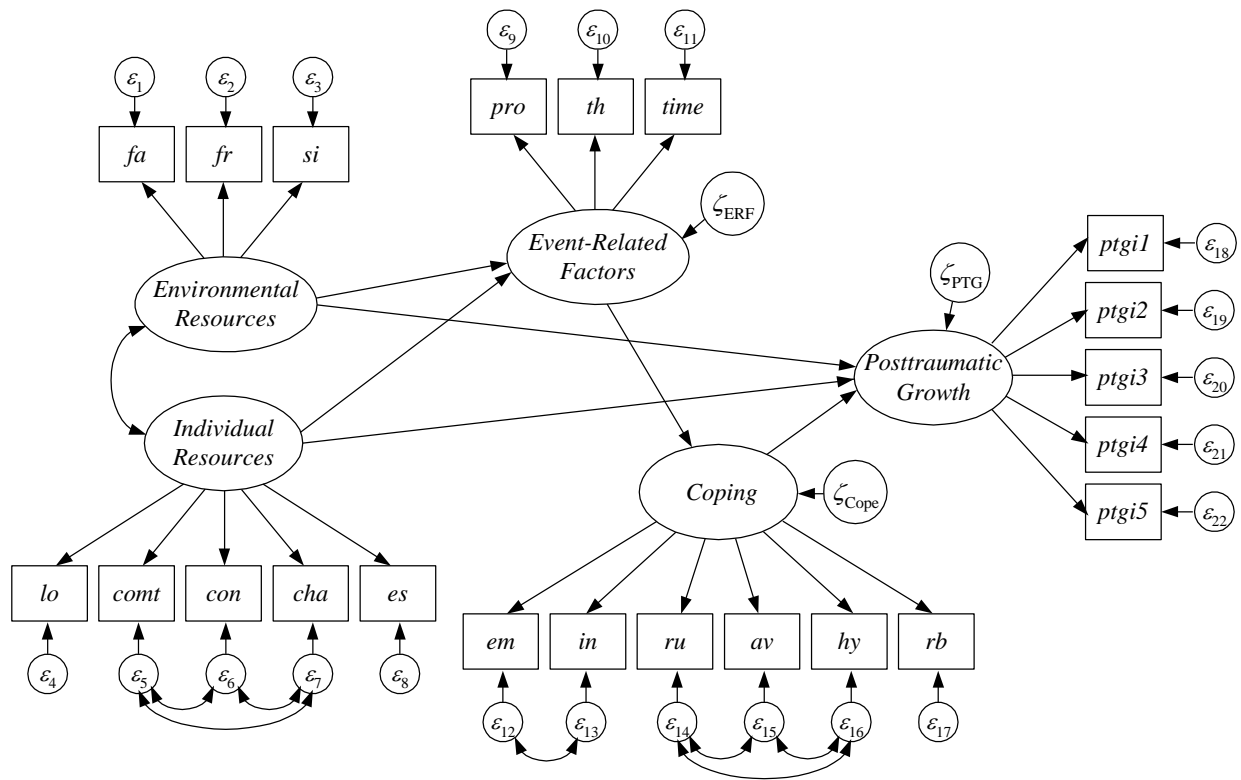 ε9 ε10 ε11
ε1 ε2 ε3
pro th time
fa fr si
ζERF
Event-Related
Factors
Environmental
Resources
ζPTG
ptgi1 ε18
ptgi2 ε19
Posttraumatic
Growth
ptgi3 ε20
Individual
Resources
ptgi4 ε21
Coping
ζCope
ptgi5 ε22
lo comt con cha es
em in ru av hy rb
ε4 ε5 ε6 ε7 ε8
ε12 ε13 ε14 ε15 ε16 ε17